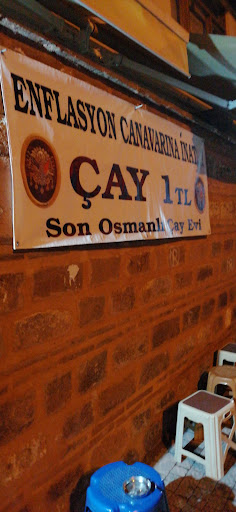 ENFLASYON CANAVARINA İNAT
ÇAY 1 TL
Son Osmanlı Çay Evi